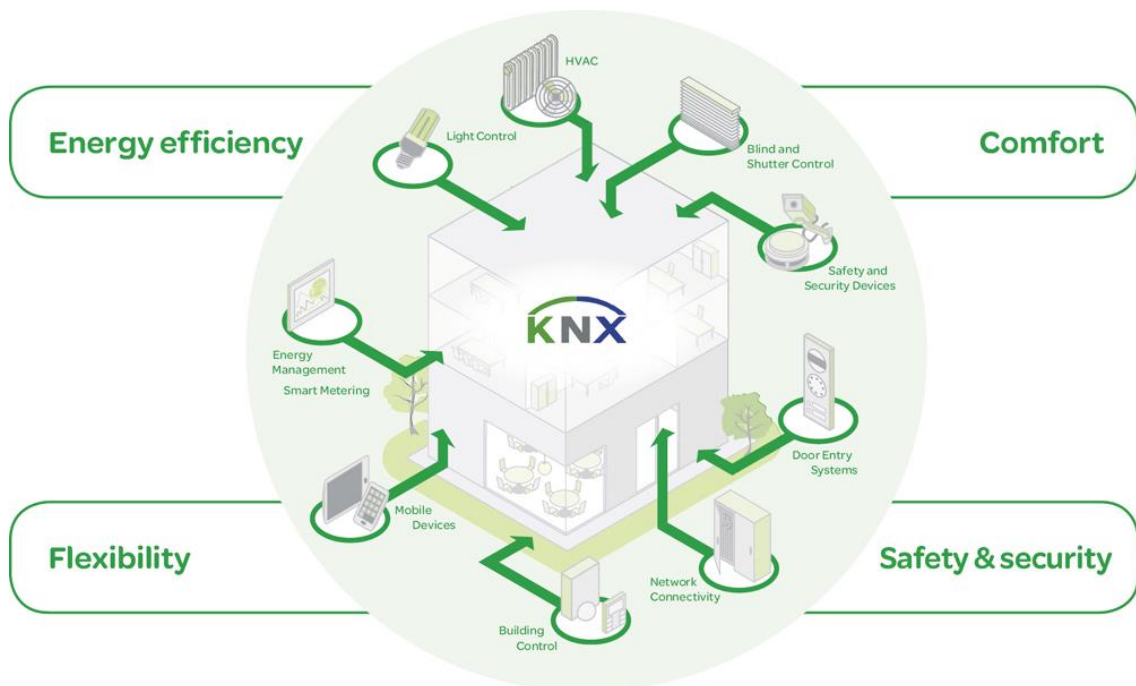 HVAC
Energy efficiency
Light Control
Comfort
Blind and
Shutter Control
Safety and
Security Devices
KNX
Energy
Management
Smart Metering
Door Entry
Systems
Mobile
Devices
Flexibility
Safety & security
Network
Connectivity
Building
Control